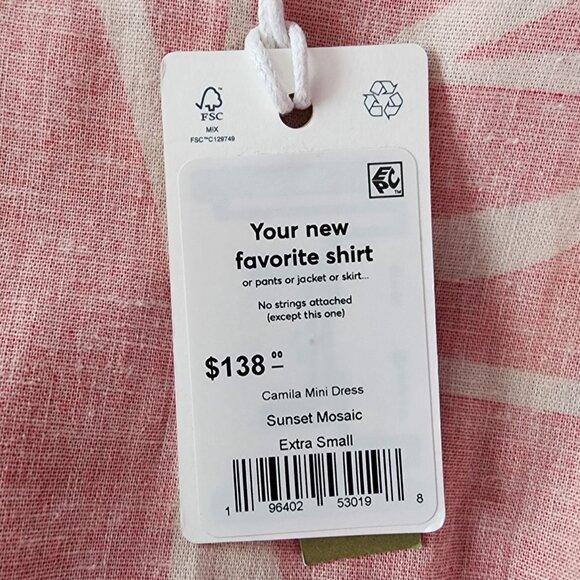 FSC
MIX
FSC™C129749
EPC™
Your new
favorite shirt
or pants or jacket or skirt...
No strings attached
(except this one)
$138.00
Camila Mini Dress
Sunset Mosaic
Extra Small
1 96402 53019 8